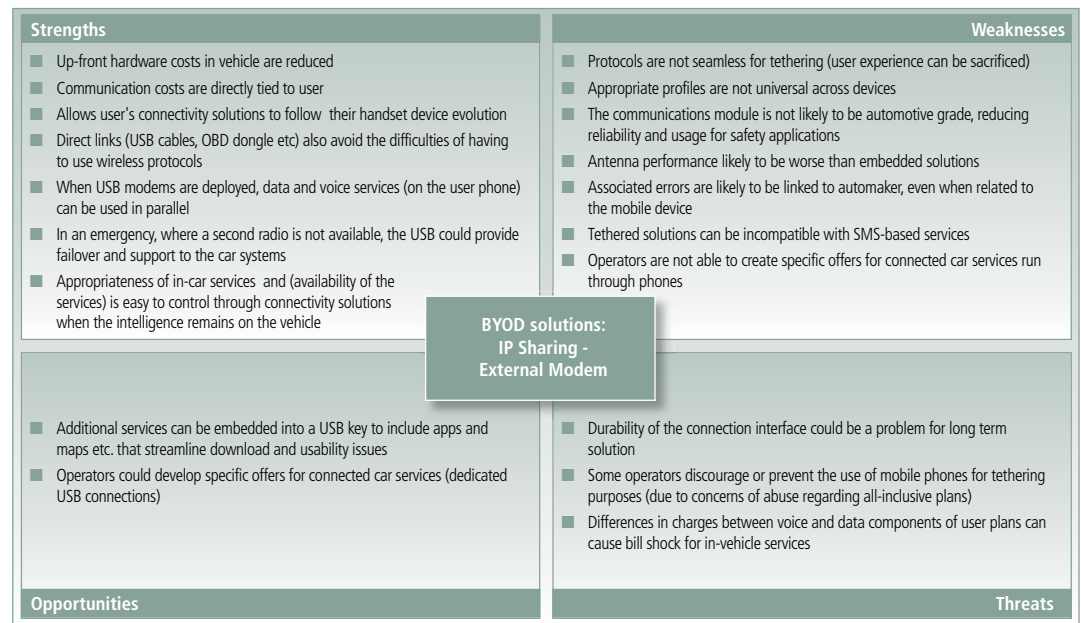 Strengths
■ Up-front hardware costs in vehicle are reduced
■ Communication costs are directly tied to user
■ Allows user's connectivity solutions to follow their handset device evolution
■ Direct links (USB cables, OBD dongle etc) also avoid the difficulties of having
to use wireless protocols
■ When USB modems are deployed, data and voice services (on the user phone)
can be used in parallel
■ In an emergency, where a second radio is not available, the USB could provide
failover and support to the car systems
■ Appropriateness of in-car services and (availability of the
services) is easy to control through connectivity solutions
when the intelligence remains on the vehicle
Weaknesses
■ Protocols are not seamless for tethering (user experience can be sacrificed)
■ Appropriate profiles are not universal across devices
■ The communications module is not likely to be automotive grade, reducing
reliability and usage for safety applications
■ Antenna performance likely to be worse than embedded solutions
■ Associated errors are likely to be linked to automaker, even when related to
the mobile device
■ Tethered solutions can be incompatible with SMS-based services
■ Operators are not able to create specific offers for connected car services run
through phones
BYOD solutions:
IP Sharing -
External Modem
■ Additional services can be embedded into a USB key to include apps and
maps etc. that streamline download and usability issues
■ Operators could develop specific offers for connected car services (dedicated
USB connections)
Opportunities
■ Durability of the connection interface could be a problem for long term
solution
■ Some operators discourage or prevent the use of mobile phones for tethering
purposes (due to concerns of abuse regarding all-inclusive plans)
■ Differences in charges between voice and data components of user plans can
cause bill shock for in-vehicle services
Threats